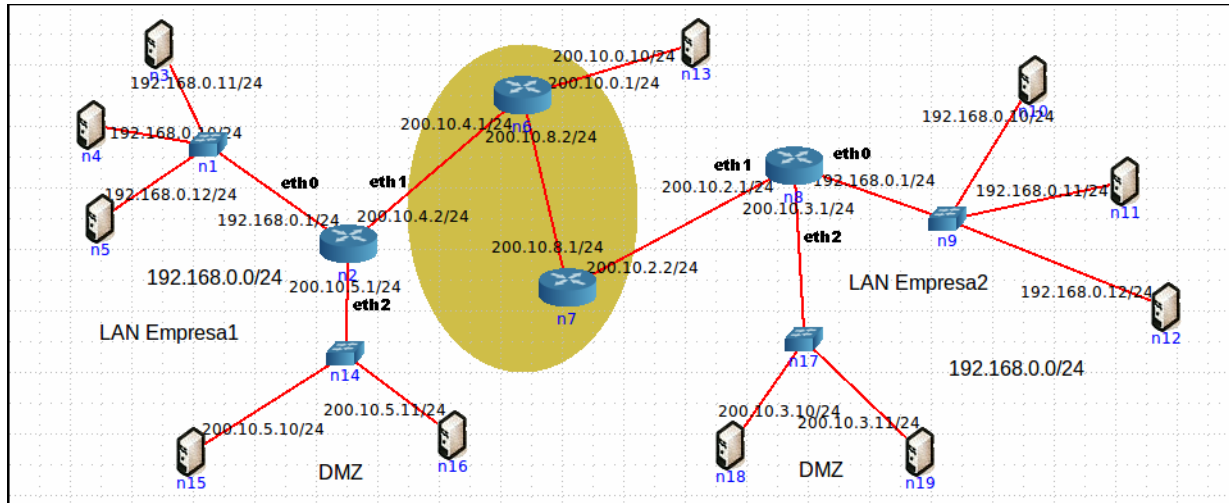 200.10.0.10/24
n13
n3
192.168.0.11/24
200.10.0.1/24
n10
n4
192.168.0.10/24
n1
200.10.4.1/24
n6
200.10.8.2/24
192.168.0.10/24
eth0
eth1
eth1
eth0
192.168.0.12/24
n5
192.168.0.1/24
200.10.4.2/24
200.10.2.1/24
n8
192.168.0.1/24
192.168.0.11/24
n11
200.10.3.1/24
n9
eth2
200.10.8.1/24
200.10.2.2/24
192.168.0.0/24
n2
200.10.5.1/24
eth2
LAN Empresa2
192.168.0.12/24
n12
n7
LAN Empresa1
n14
n17
192.168.0.0/24
200.10.5.11/24
200.10.5.10/24
200.10.3.10/24
200.10.3.11/24
n16
n15
DMZ
n18
DMZ
n19